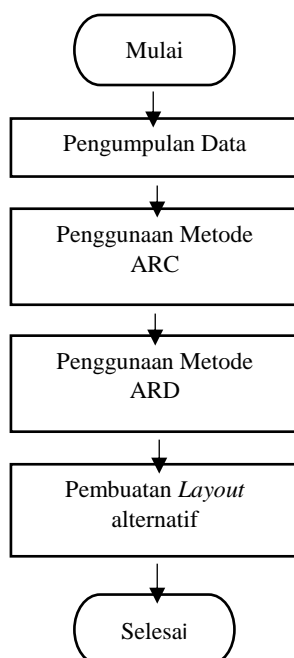 Mulai
Pengumpulan Data
Penggunaan Metode
ARC
Penggunaan Metode
ARD
Pembuatan Layout
alternatif
Selesai